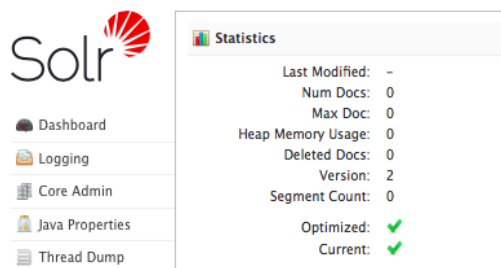 Solr
Dashboard
Logging
Core Admin
Java Properties
Thread Dump
Statistics
Last Modified: –
Num Docs: 0
Max Doc: 0
Heap Memory Usage: 0
Deleted Docs: 0
Version: 2
Segment Count: 0
Optimized:
Current: